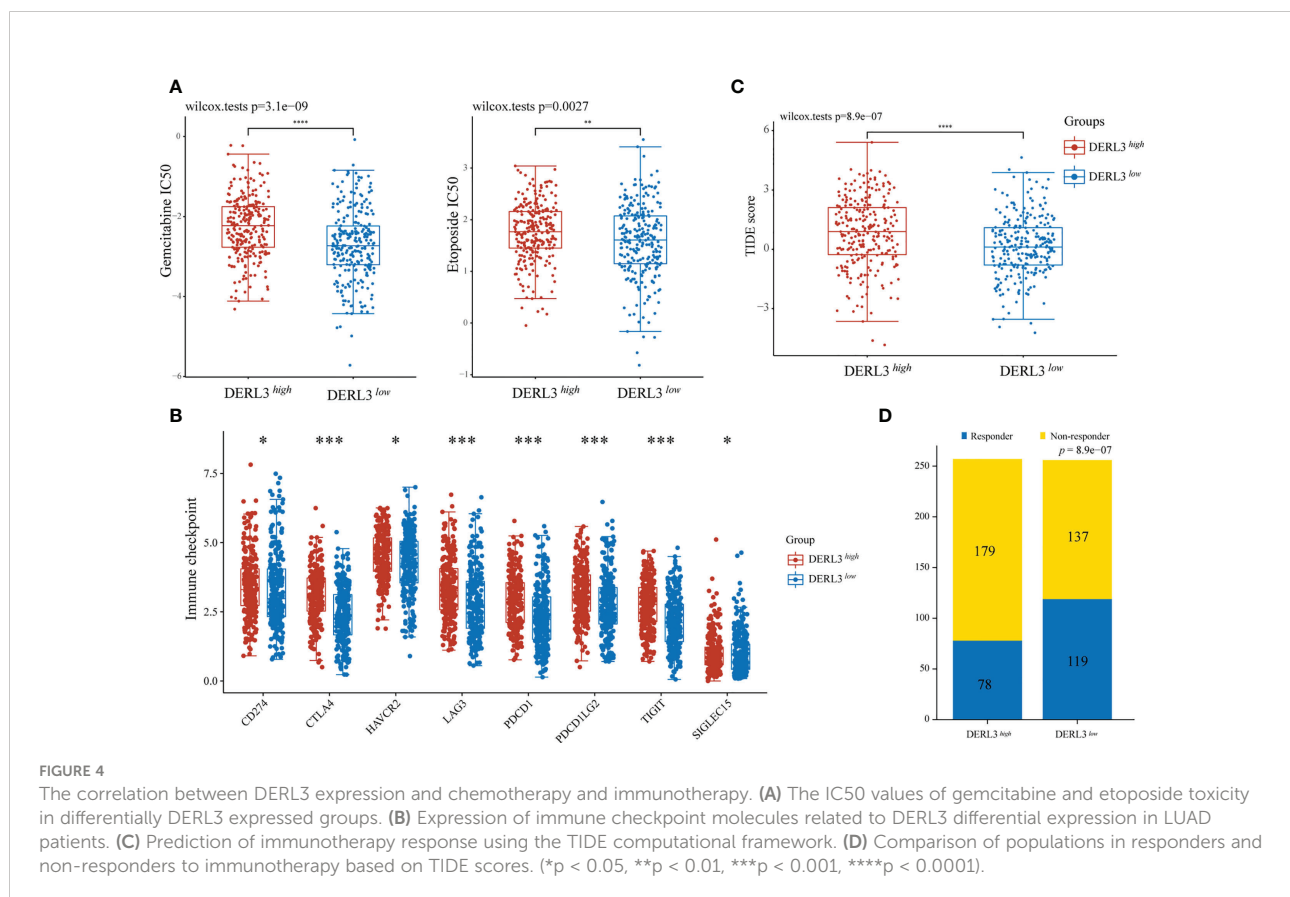 A
wilcox.tests p=3.1e−09
****
Gemcitabine IC50
0
−2
−4
−6
DERL3 high
DERL3 low
wilcox.tests p=0.0027
**
Etoposide IC50
3
2
1
0
−1
DERL3 high
DERL3 low
C
wilcox.tests p=8.9e−07
****
TIDE score
6
3
0
−3
DERL3 high
DERL3 low
Groups
DERL3 high
DERL3 low
B
* *** * *** *** *** *** *
Immune checkpoint
7.5
5.0
2.5
0.0
CD274
CTLA4
HAVCR2
LAG3
PDCD1
PDCD1LG2
TIGIT
SIGLEC15
Group
DERL3 high
DERL3 low
D
Responder Non-responder
p = 8.9e−07
250
200
150
100
50
0
179
78
137
119
DERL3 high
DERL3 low
FIGURE 4
The correlation between DERL3 expression and chemotherapy and immunotherapy. (A) The IC50 values of gemcitabine and etoposide toxicity
in differentially DERL3 expressed groups. (B) Expression of immune checkpoint molecules related to DERL3 differential expression in LUAD
patients. (C) Prediction of immunotherapy response using the TIDE computational framework. (D) Comparison of populations in responders and
non-responders to immunotherapy based on TIDE scores. (*p < 0.05, **p < 0.01, ***p < 0.001, ****p < 0.0001).